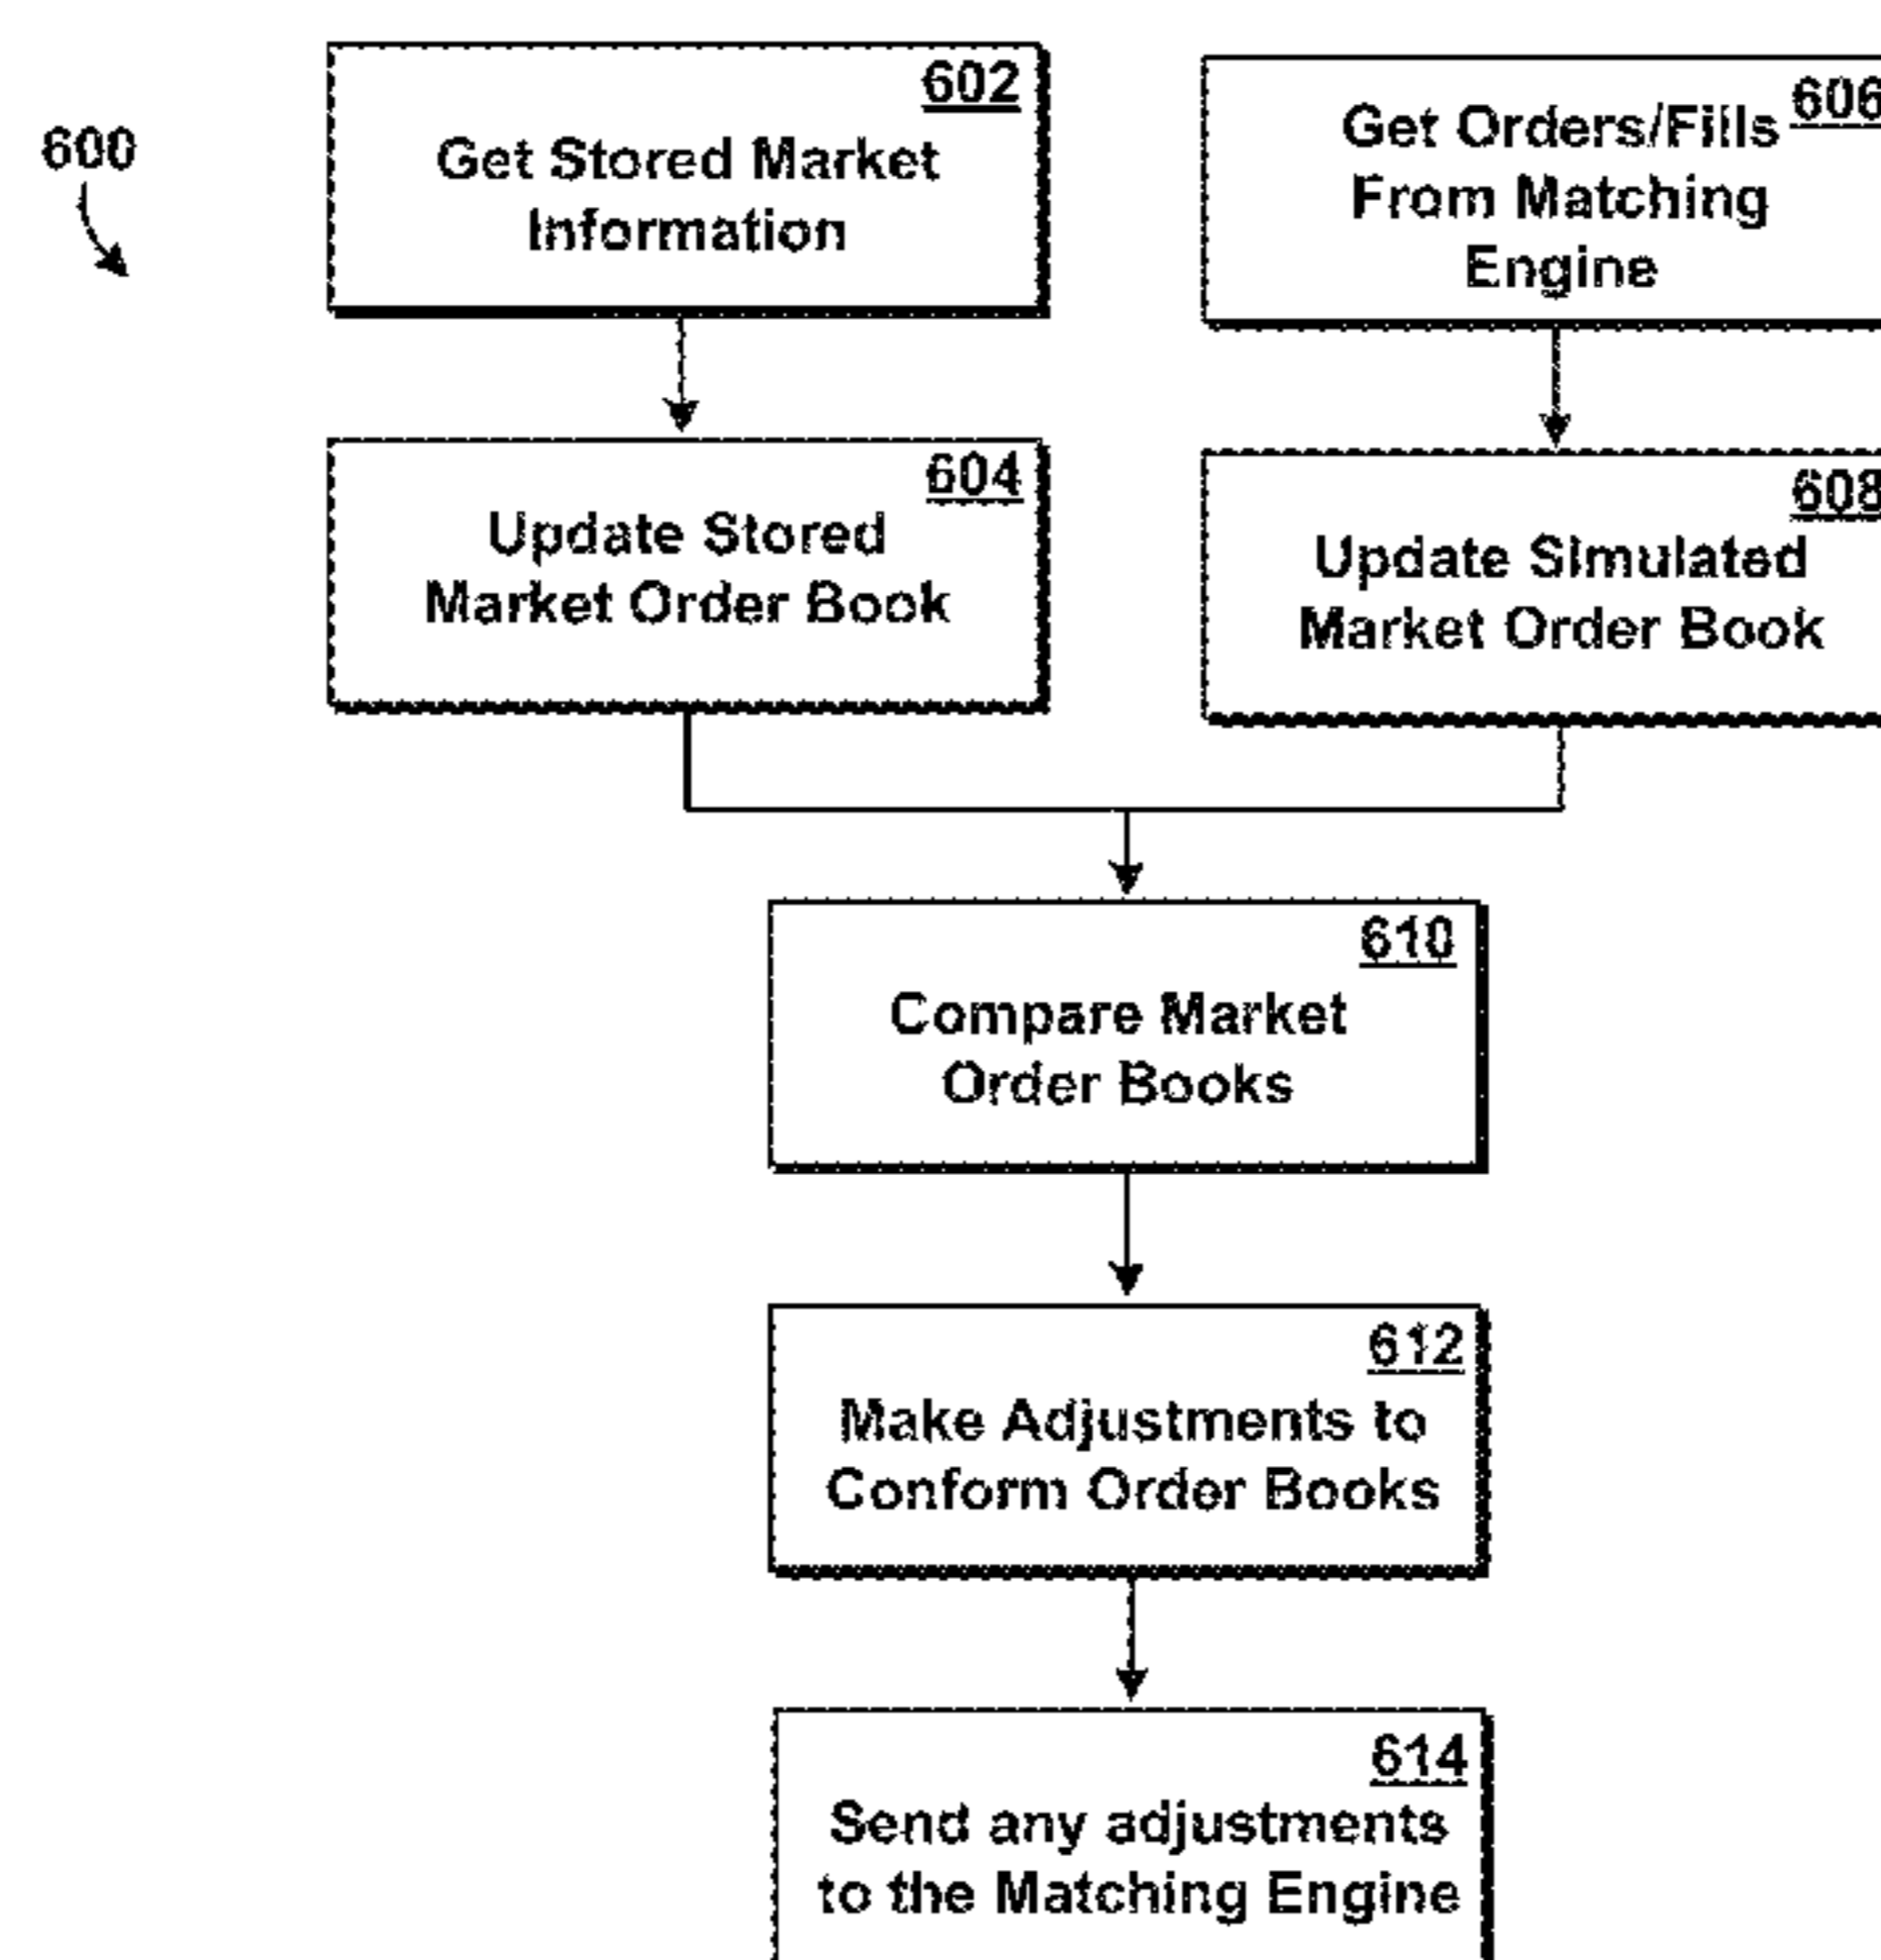 600
602
Get Stored Market
Information
606
Get Orders/Fills
From Matching
Engine
604
Update Stored
Market Order Book
608
Update Simulated
Market Order Book
610
Compare Market
Order Books
612
Make Adjustments to
Conform Order Books
614
Send any adjustments
to the Matching Engine